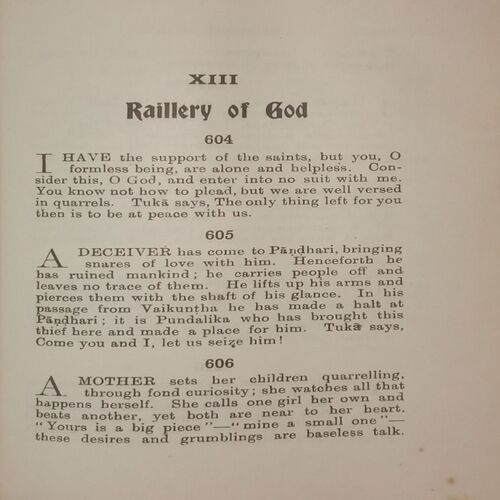 XIII
Raillery of God
604
I HAVE the support of the saints, but you, O
formless being, are alone and helpless. Con-
sider this, O God, and enter into no suit with me.
You know not how to plead, but we are well versed
in quarrels. Tukā says, The only thing left for you
then is to be at peace with us.
605
A DECEIVER has come to Pāṇdhari, bringing
snares of love with him. Henceforth he
has ruined mankind; he carries people off and
leaves no trace of them. He lifts up his arms and
pierces them with the shaft of his glance. In his
passage from Vaikunṭha he has made a halt at
Pāṇḍhari; it is Pundalika who has brought this
thief here and made a place for him. Tukā says,
Come you and I, let us seize him!
606
A MOTHER sets her children quarrelling,
through fond curiosity; she watches all that
happens herself. She calls one girl her own and
beats another, yet both are near to her heart.
"Yours is a big piece"—"mine a small one"—
these desires and grumblings are baseless talk.